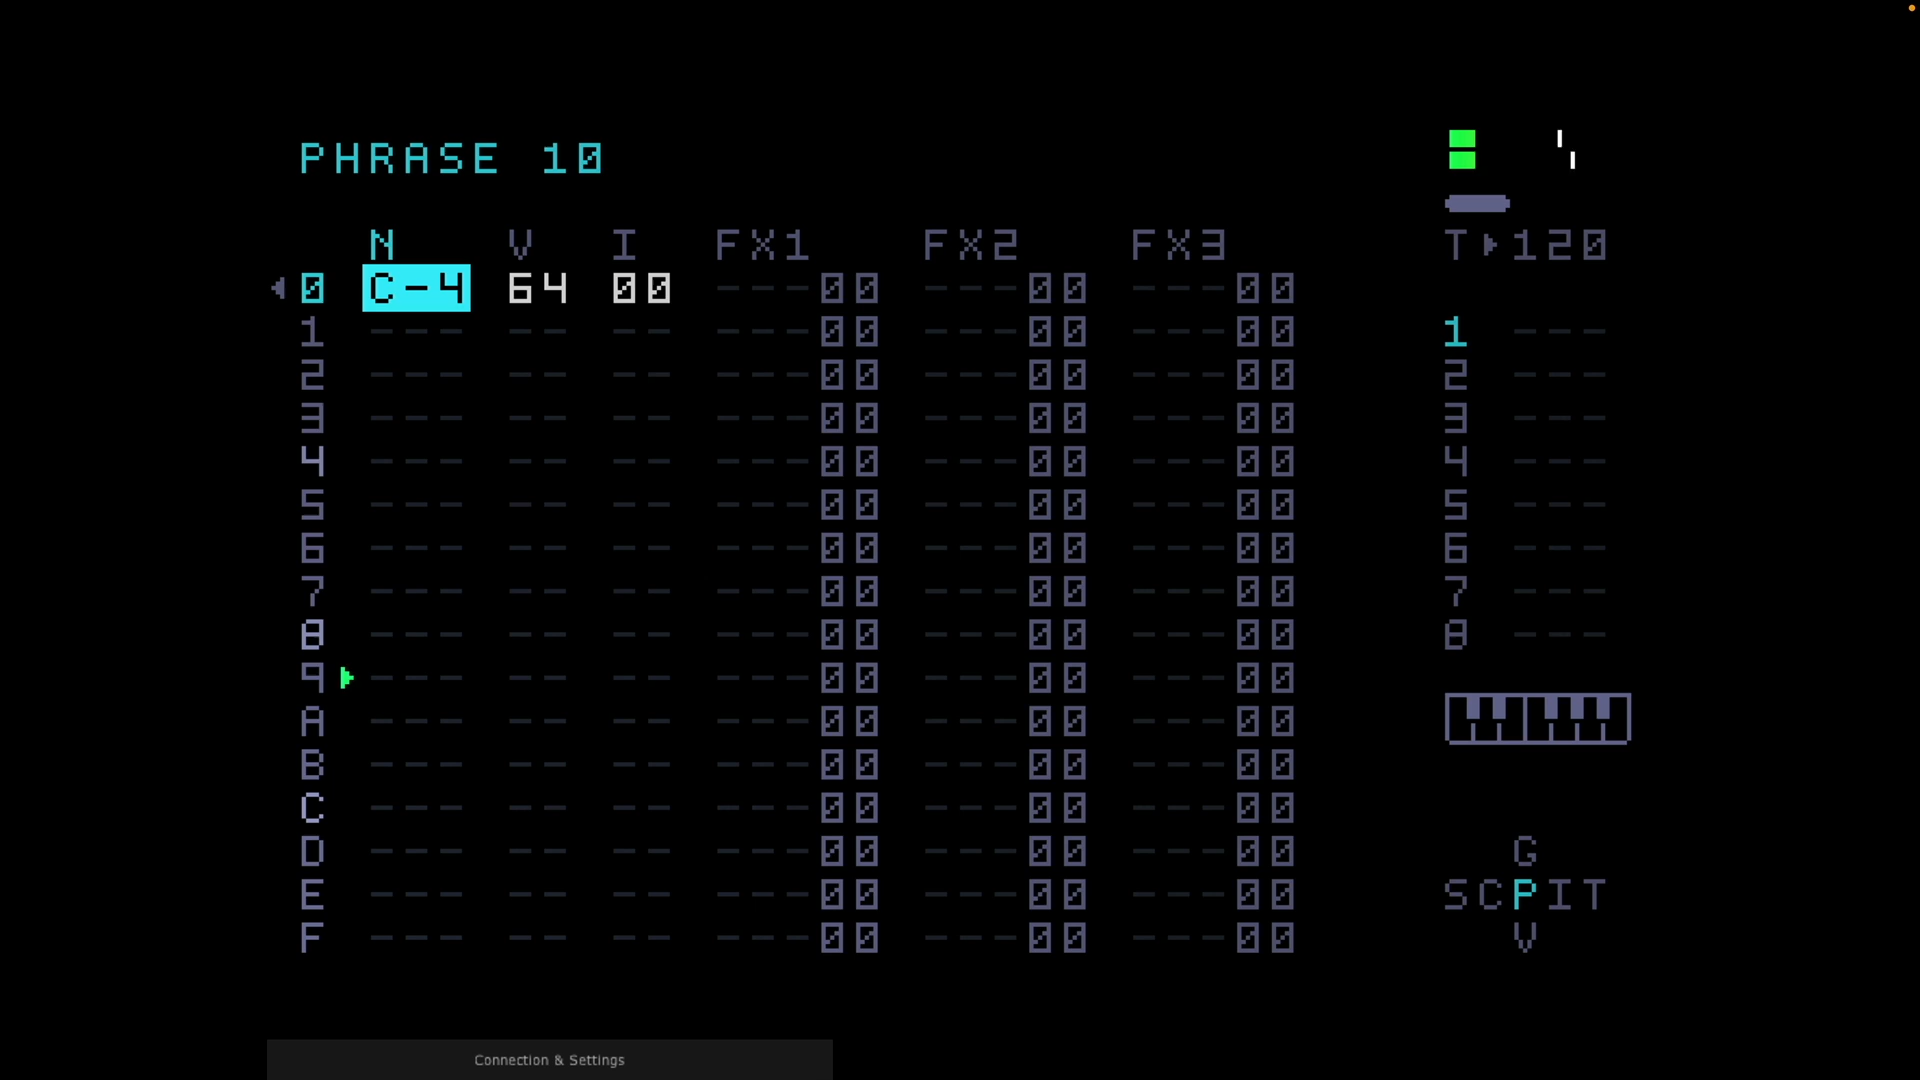 PHRASE 10
N V I FX1 FX2 FX3 T 120
0 C-4 64 00 ---00 ---00 ---00
1 --- -- -- ---00 ---00 ---00 1 ---
2 --- -- -- ---00 ---00 ---00 2 ---
3 --- -- -- ---00 ---00 ---00 3 ---
4 --- -- -- ---00 ---00 ---00 4 ---
5 --- -- -- ---00 ---00 ---00 5 ---
6 --- -- -- ---00 ---00 ---00 6 ---
7 --- -- -- ---00 ---00 ---00 7 ---
8 --- -- -- ---00 ---00 ---00 8 ---
9 --- -- -- ---00 ---00 ---00
A --- -- -- ---00 ---00 ---00
B --- -- -- ---00 ---00 ---00
C --- -- -- ---00 ---00 ---00
D --- -- -- ---00 ---00 ---00 G
E --- -- -- ---00 ---00 ---00 SCPIT
F --- -- -- ---00 ---00 ---00 V
Connection & Settings